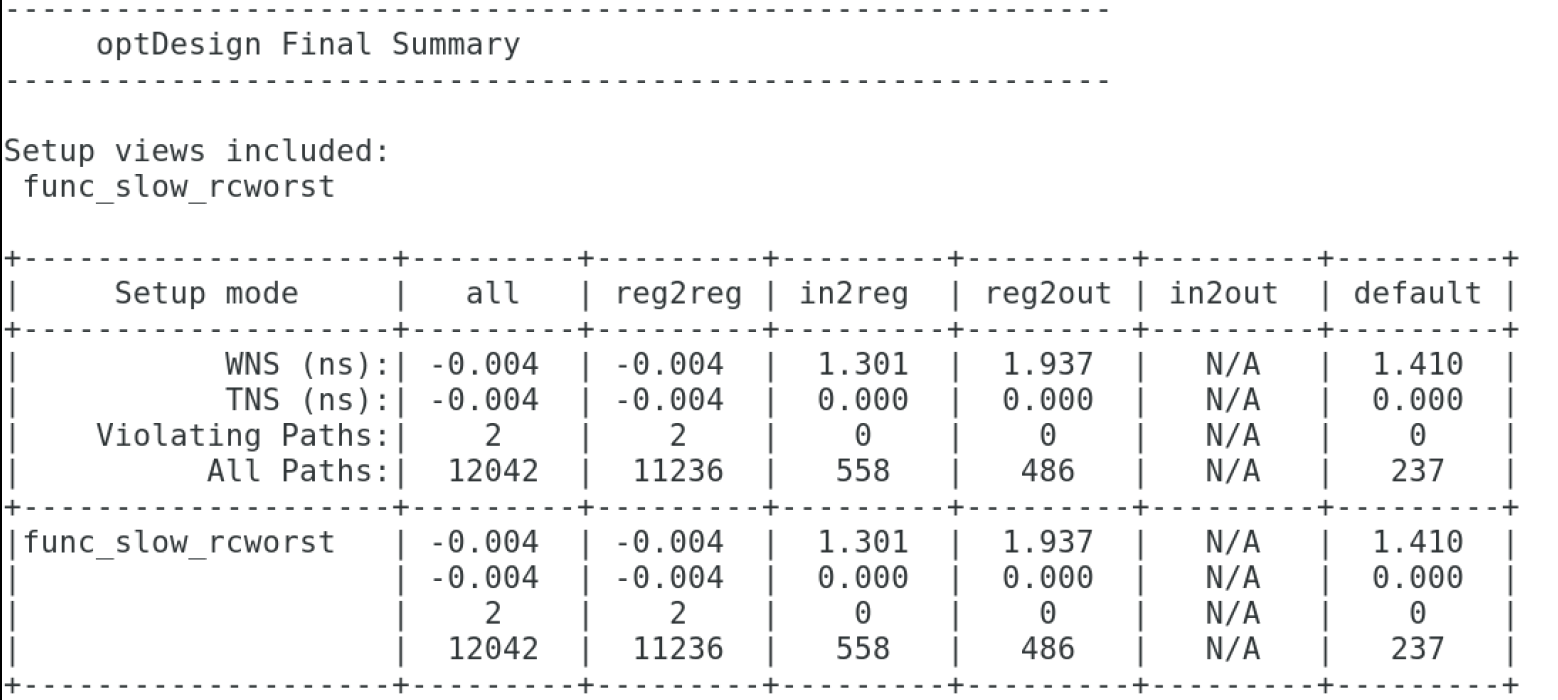 ------------------------------------------------------------
     optDesign Final Summary
------------------------------------------------------------

Setup views included:
 func_slow_rcworst

+--------------------+---------+---------+---------+---------+---------+---------+
|     Setup mode     |   all   | reg2reg | in2reg  | reg2out | in2out  | default |
+--------------------+---------+---------+---------+---------+---------+---------+
|           WNS (ns):| -0.004  | -0.004  |  1.301  |  1.937  |   N/A   |  1.410  |
|           TNS (ns):| -0.004  | -0.004  |  0.000  |  0.000  |   N/A   |  0.000  |
|    Violating Paths:|    2    |    2    |    0    |    0    |   N/A   |    0    |
|          All Paths:|  12042  |  11236  |   558   |   486   |   N/A   |   237   |
+--------------------+---------+---------+---------+---------+---------+---------+
|func_slow_rcworst   | -0.004  | -0.004  |  1.301  |  1.937  |   N/A   |  1.410  |
|                    | -0.004  | -0.004  |  0.000  |  0.000  |   N/A   |  0.000  |
|                    |    2    |    2    |    0    |    0    |   N/A   |    0    |
|                    |  12042  |  11236  |   558   |   486   |   N/A   |   237   |
+--------------------+---------+---------+---------+---------+---------+---------+